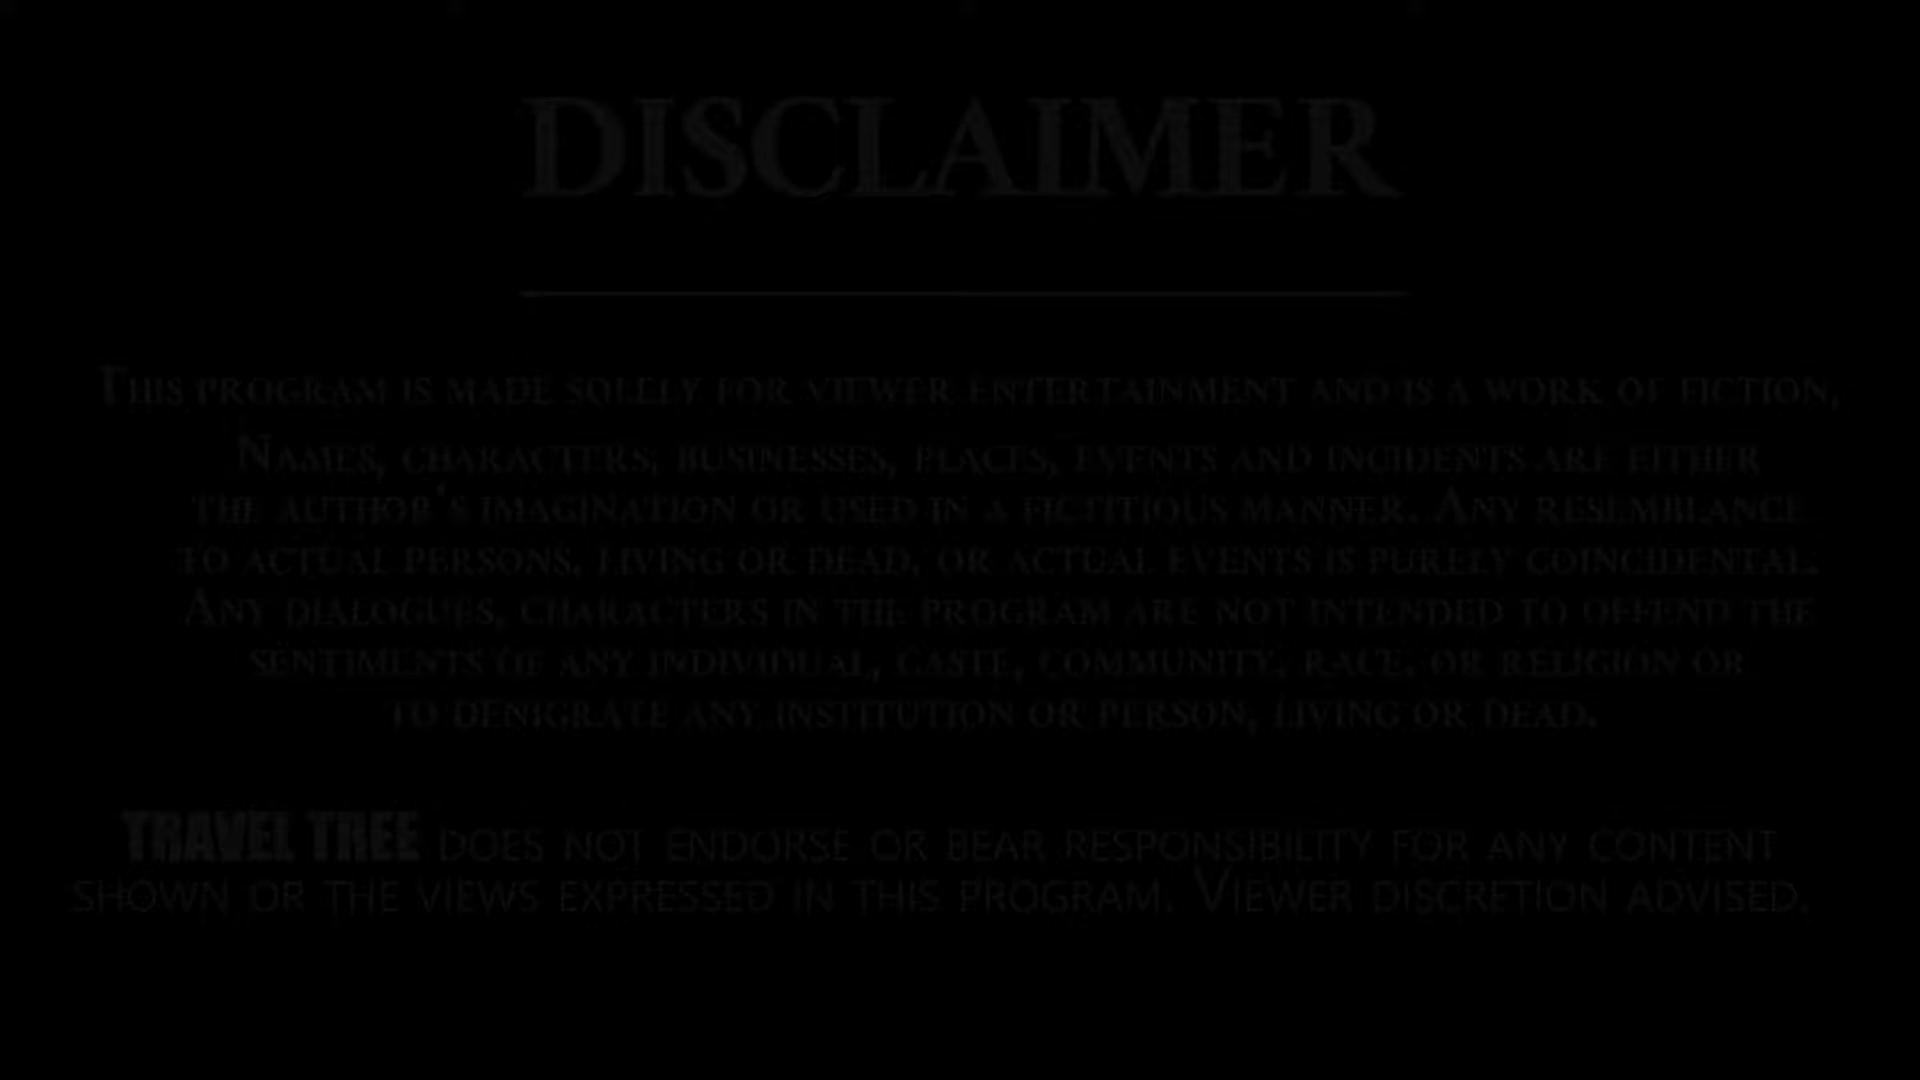 DISCLAIMER
THIS PROGRAM IS MADE SOLELY FOR VIEWER ENTERTAINMENT AND IS A WORK OF FICTION,
NAMES, CHARACTERS, BUSINESSES, PLACES, EVENTS AND INCIDENTS ARE EITHER
THE AUTHOR'S IMAGINATION OR USED IN A FICTITIOUS MANNER. ANY RESEMBLANCE
TO ACTUAL PERSONS, LIVING OR DEAD, OR ACTUAL EVENTS IS PURELY COINCIDENTAL.
ANY DIALOGUES, CHARACTERS IN THE PROGRAM ARE NOT INTENDED TO OFFEND THE
SENTIMENTS OF ANY INDIVIDUAL, CASTE, COMMUNITY, RACE, OR RELIGION OR
TO DENIGRATE ANY INSTITUTION OR PERSON, LIVING OR DEAD.
TRAVEL TREE DOES NOT ENDORSE OR BEAR RESPONSIBILITY FOR ANY CONTENT
SHOWN OR THE VIEWS EXPRESSED IN THIS PROGRAM. VIEWER DISCRETION ADVISED.